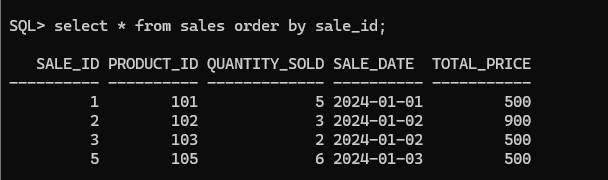 SQL> select * from sales order by sale_id;
SALE_ID PRODUCT_ID QUANTITY_SOLD SALE_DATE TOTAL_PRICE
---------- ---------- ------------- ---------- -----------
1 101 5 2024-01-01 500
2 102 3 2024-01-02 900
3 103 2 2024-01-02 500
5 105 6 2024-01-03 500